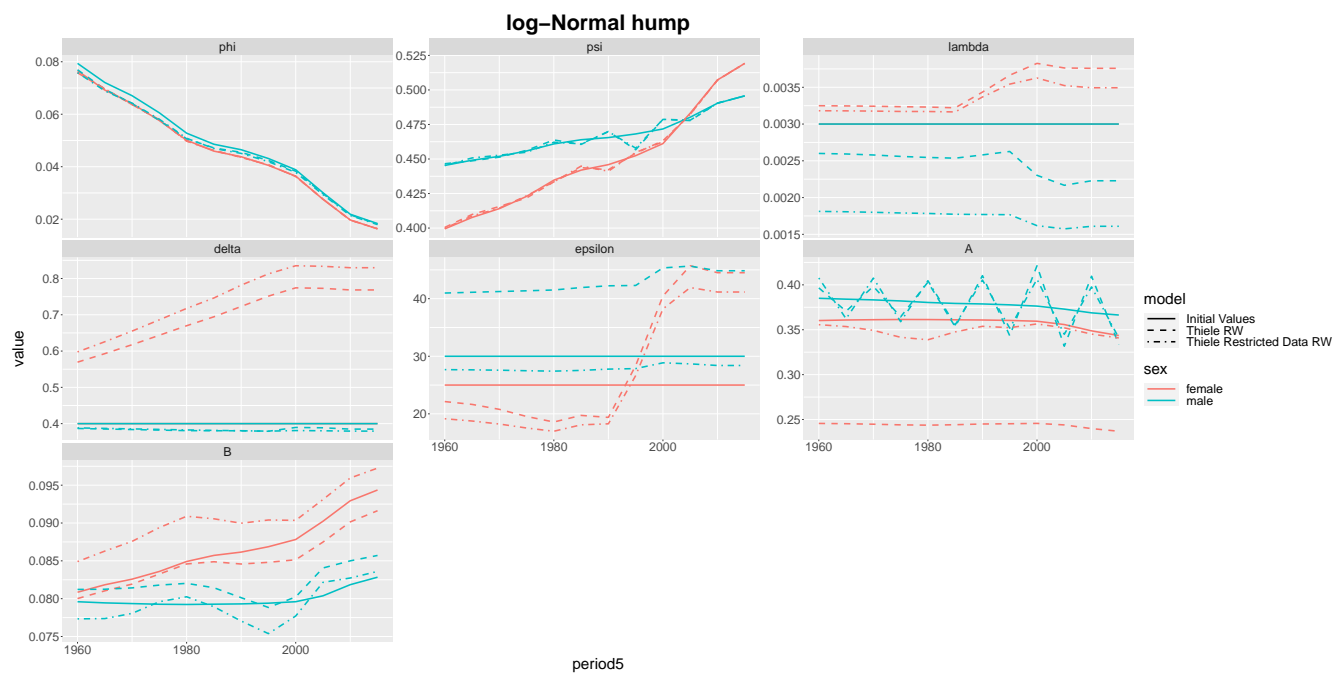 log−Normal hump
phi
psi
lambda
0.08
0.06
0.04
0.02
0.525
0.500
0.475
0.450
0.425
0.400
0.0035
0.0030
0.0025
0.0020
0.0015
delta
epsilon
A
0.8
0.7
0.6
0.5
0.4
40
30
20
0.40
0.35
0.30
0.25
1960
1980
2000
1960
1980
2000
B
0.095
0.090
0.085
0.080
0.075
1960
1980
2000
value
period5
model
Initial Values
Thiele RW
Thiele Restricted Data RW
sex
female
male